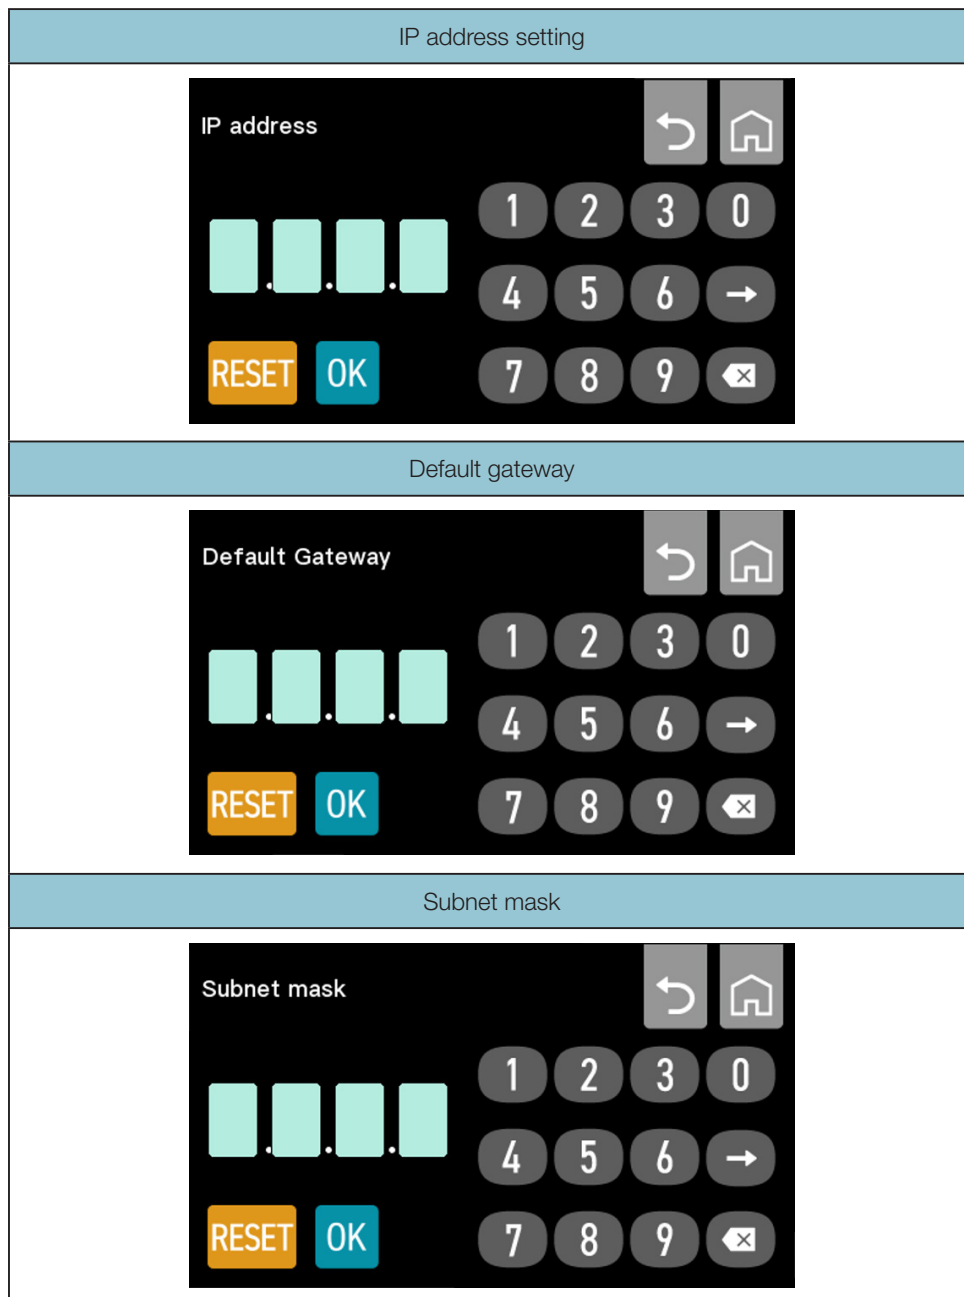 IP address setting
IP address
1 2 3 0
. . .
4 5 6 →
RESET OK 7 8 9
Default gateway
Default Gateway
1 2 3 0
. . .
4 5 6 →
RESET OK 7 8 9
Subnet mask
Subnet mask
1 2 3 0
. . .
4 5 6 →
RESET OK 7 8 9